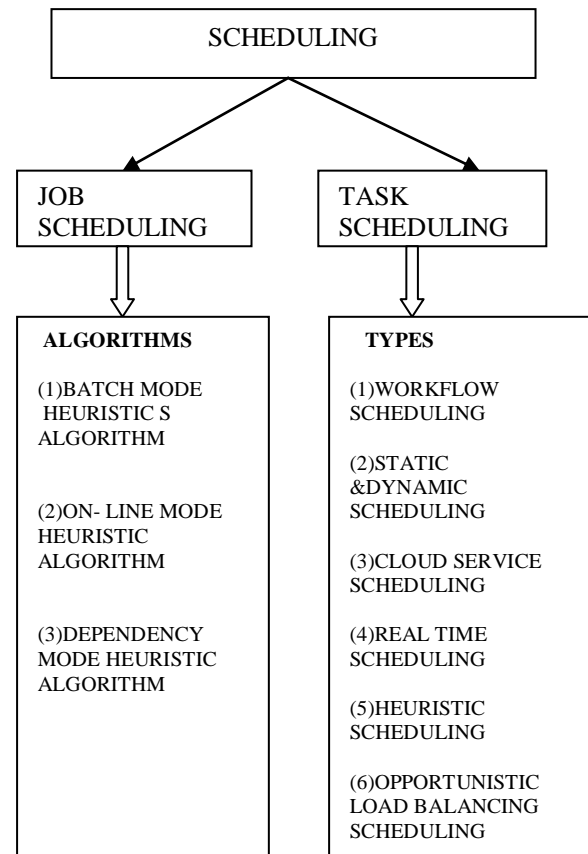 SCHEDULING
JOB
SCHEDULING
TASK
SCHEDULING
ALGORITHMS
(1)BATCH MODE
HEURISTIC S
ALGORITHM
(2)ON- LINE MODE
HEURISTIC
ALGORITHM
(3)DEPENDENCY
MODE HEURISTIC
ALGORITHM
TYPES
(1)WORKFLOW
SCHEDULING
(2)STATIC
&DYNAMIC
SCHEDULING
(3)CLOUD SERVICE
SCHEDULING
(4)REAL TIME
SCHEDULING
(5)HEURISTIC
SCHEDULING
(6)OPPORTUNISTIC
LOAD BALANCING
SCHEDULING